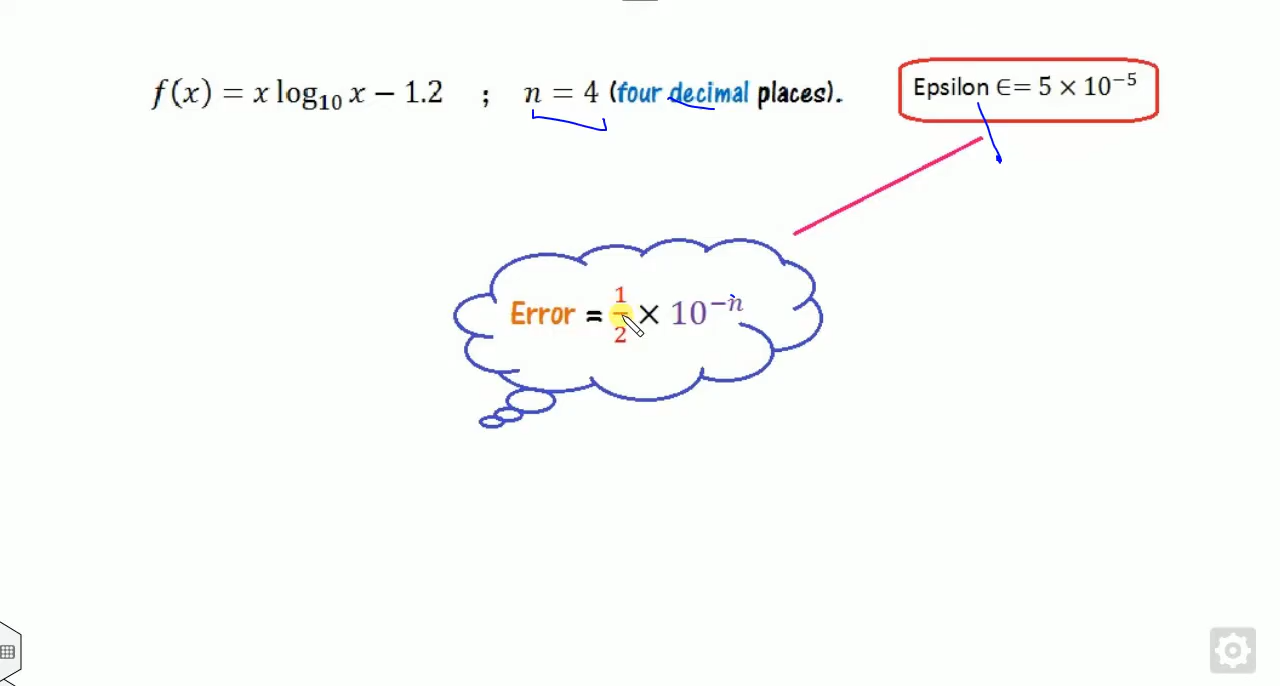 f(x) = x log₁₀ x − 1.2 ; n = 4 (four decimal places).
Epsilon ∈= 5 × 10⁻⁵
Error = 1/2 × 10⁻ⁿ